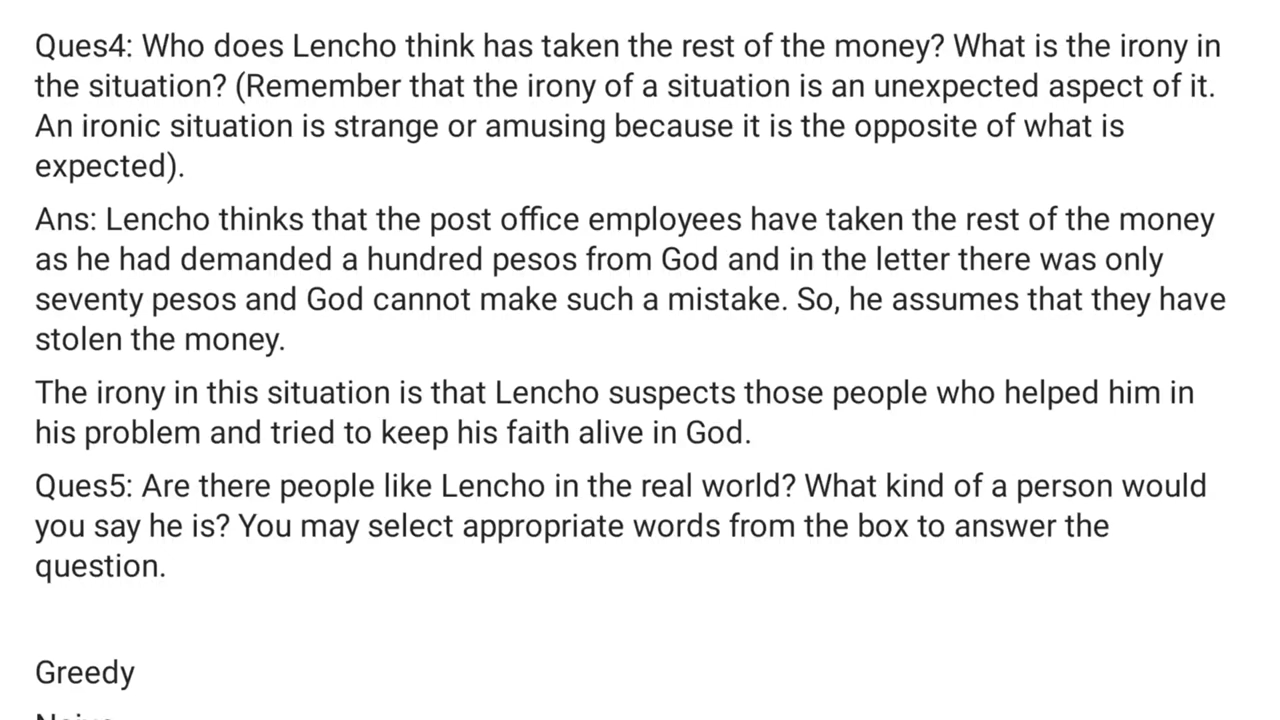 Ques4: Who does Lencho think has taken the rest of the money? What is the irony in
the situation? (Remember that the irony of a situation is an unexpected aspect of it.
An ironic situation is strange or amusing because it is the opposite of what is
expected).
Ans: Lencho thinks that the post office employees have taken the rest of the money
as he had demanded a hundred pesos from God and in the letter there was only
seventy pesos and God cannot make such a mistake. So, he assumes that they have
stolen the money.
The irony in this situation is that Lencho suspects those people who helped him in
his problem and tried to keep his faith alive in God.
Ques5: Are there people like Lencho in the real world? What kind of a person would
you say he is? You may select appropriate words from the box to answer the
question.
Greedy